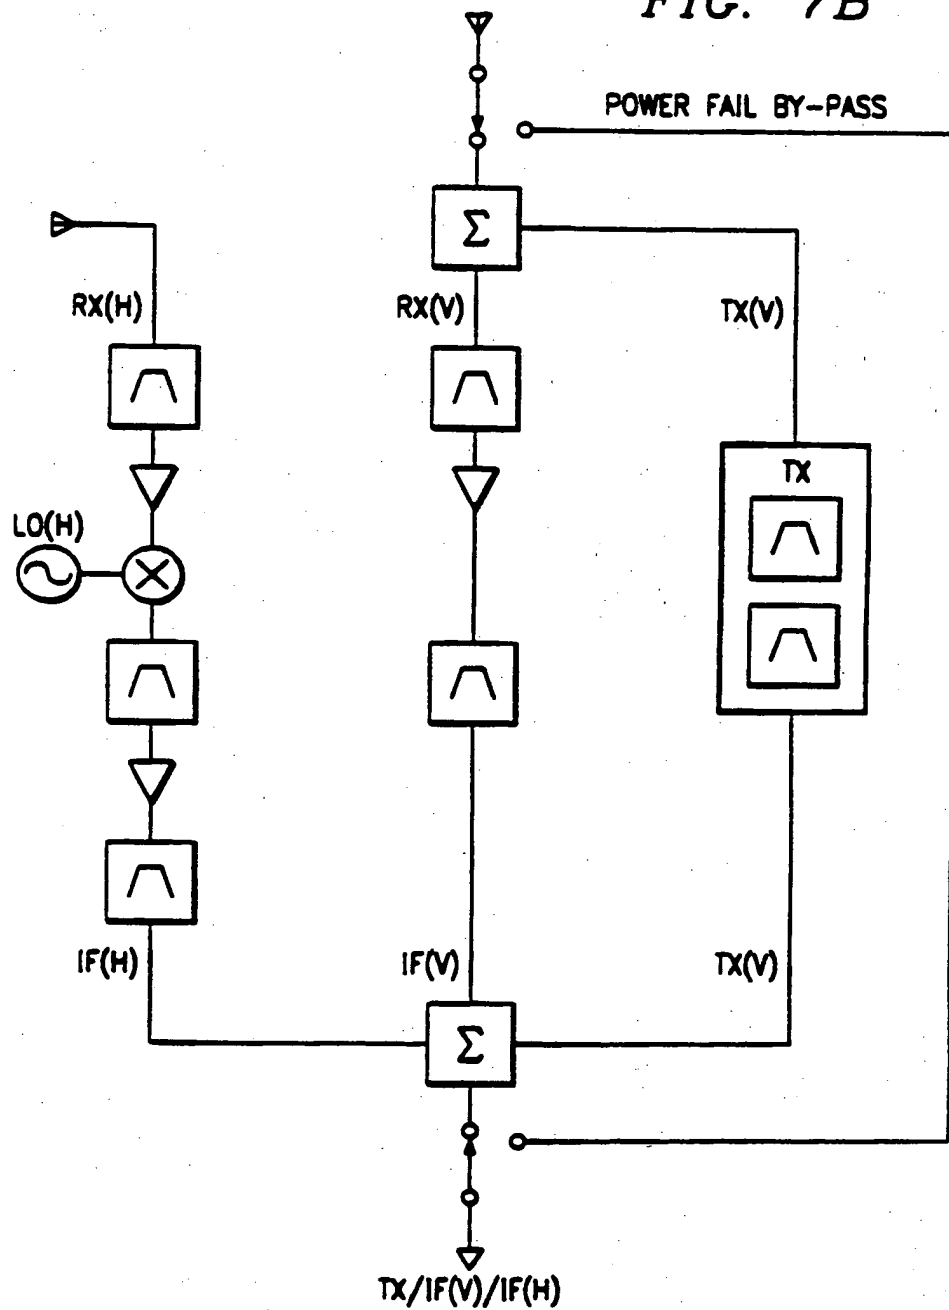 FIG. 7B
POWER FAIL BY-PASS
Σ
RX(H)
RX(V)
TX(V)
TX
LO(H)
IF(H)
IF(V)
TX(V)
Σ
TX/IF(V)/IF(H)